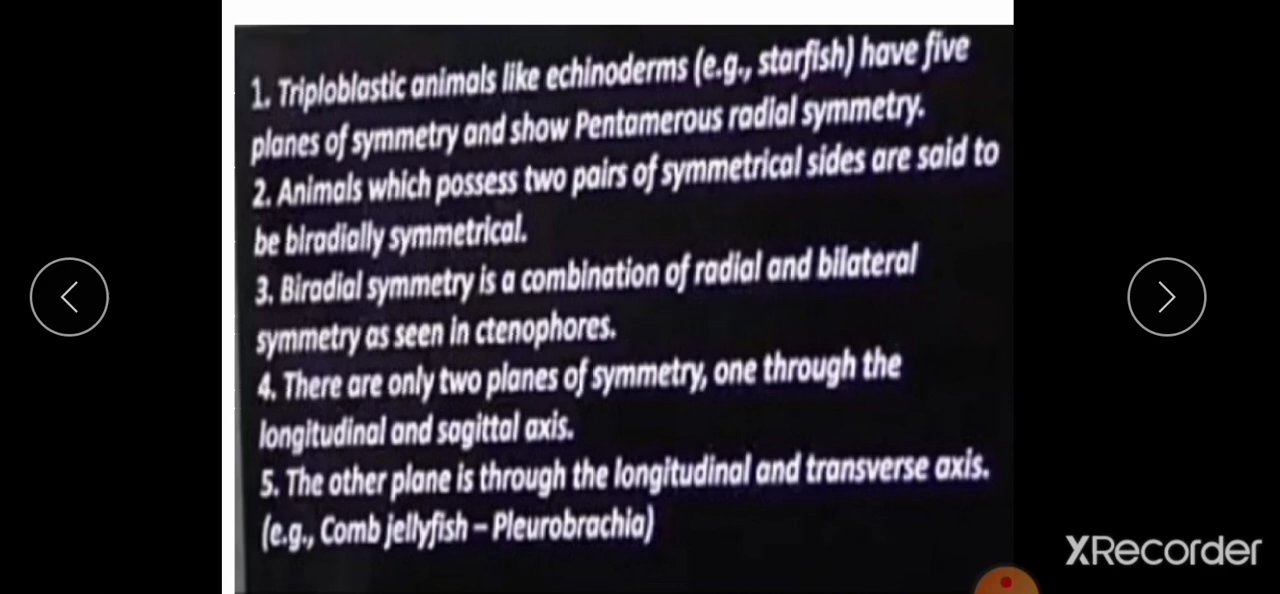 1. Triploblastic animals like echinoderms (e.g., starfish) have five
planes of symmetry and show Pentamerous radial symmetry.
2. Animals which possess two pairs of symmetrical sides are said to
be biradially symmetrical.
3. Biradial symmetry is a combination of radial and bilateral
symmetry as seen in ctenophores.
4. There are only two planes of symmetry, one through the
longitudinal and sagittal axis.
5. The other plane is through the longitudinal and transverse axis.
(e.g., Comb jellyfish – Pleurobrachia)
XRecorder